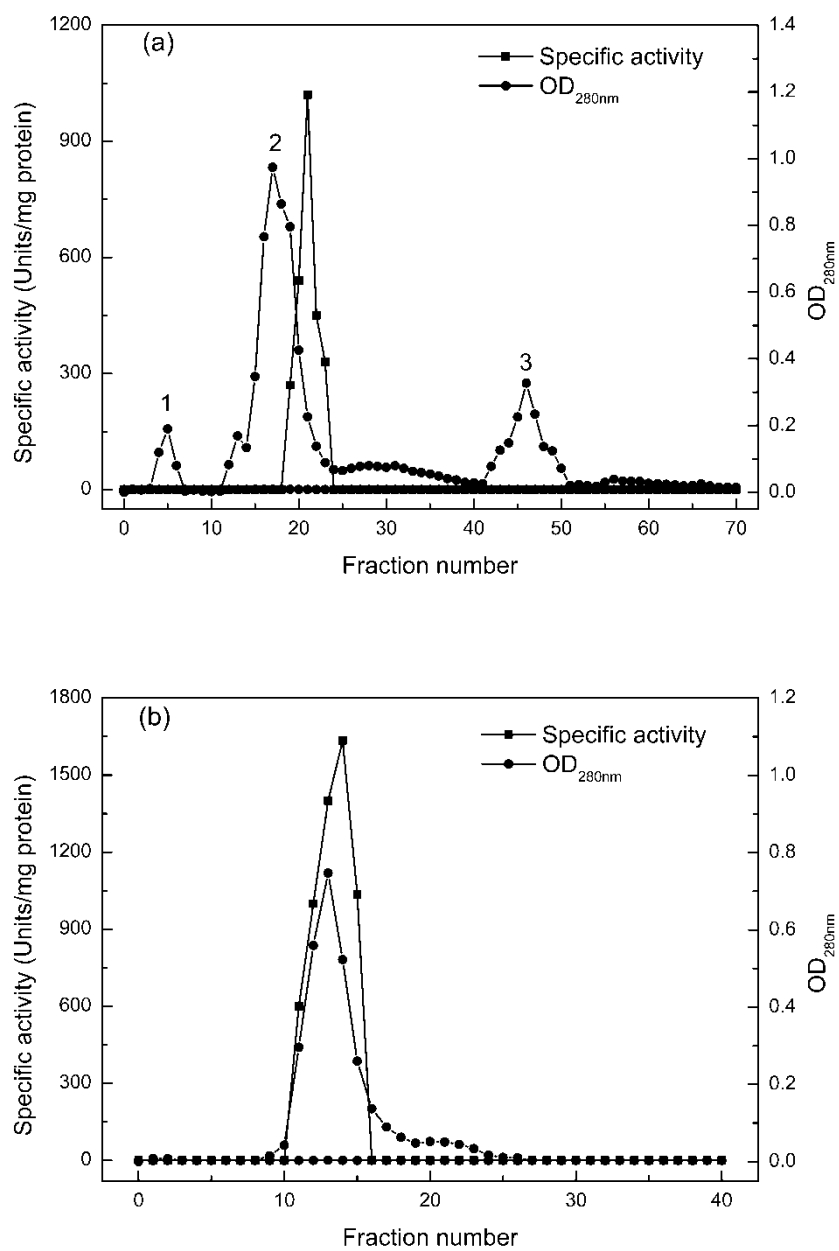 (a)
Specific activity
OD280nm
1
2
3
1200
900
600
300
0
Specific activity (Units/mg protein)
1.4
1.2
1.0
0.8
0.6
0.4
0.2
0.0
OD280nm
0 10 20 30 40 50 60 70
Fraction number
(b)
Specific activity
OD280nm
1800
1500
1200
900
600
300
0
Specific activity (Units/mg protein)
1.2
1.0
0.8
0.6
0.4
0.2
0.0
OD280nm
0 10 20 30 40
Fraction number